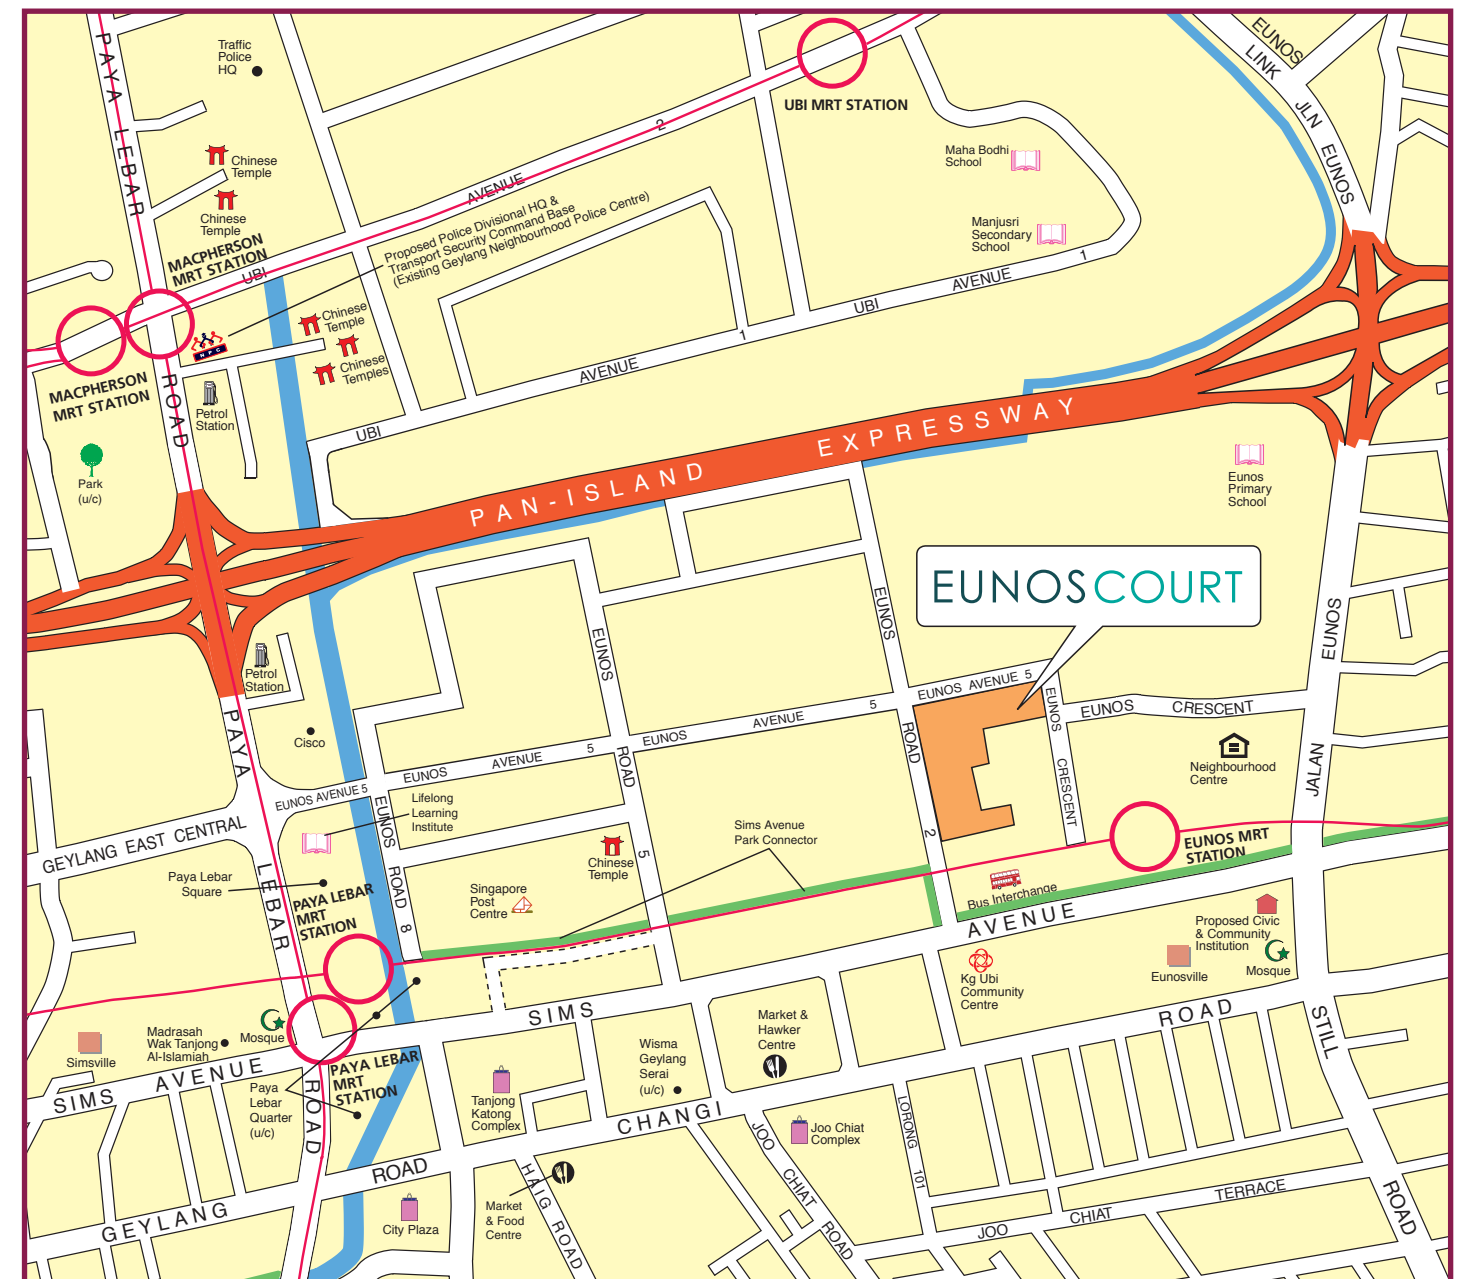 PAYA LEBAR
Traffic
Police
HQ
UBI MRT STATION
EUNOS
LINK
JLN EUNOS
2
AVENUE
UBI
Maha Bodhi
School
Manjusri
Secondary
School
Chinese
Temple
Chinese
Temple
MACPHERSON
MRT STATION
Proposed Police Divisional HQ &
Transport Security Command Base
(Existing Geylang Neighbourhood Police Centre)
1
AVENUE
UBI
1
AVENUE
UBI
Chinese
Temple
Chinese
Temples
NPC
MACPHERSON
MRT STATION
ROAD
Petrol
Station
Park
(u/c)
PAN-ISLAND EXPRESSWAY
Eunos
Primary
School
EUNOSCOURT
EUNOS
EUNOS
EUNOS
Petrol
Station
EUNOS AVENUE 5
EUNOS
CRESCENT
EUNOS CRESCENT
PAYA
Cisco
5
AVENUE
EUNOS
5
AVENUE
EUNOS
EUNOS AVENUE 5
ROAD
ROAD
JALAN
Neighbourhood
Centre
Lifelong
Learning
Institute
EUNOS
ROAD
8
GEYLANG EAST CENTRAL
Sims Avenue
Park Connector
2
5
EUNOS MRT
STATION
Chinese
Temple
Paya Lebar
Square
LEBAR
PAYA LEBAR
MRT
STATION
Singapore
Post
Centre
Bus Interchange
AVENUE
Proposed Civic
& Community
Institution
Eunosville
Mosque
Kg Ubi
Community
Centre
SIMS
ROAD
STILL
Market &
Hawker
Centre
Wisma
Geylang
Serai
(u/c)
Simsville
Madrasah
Wak Tanjong
Al-Islamiah
Mosque
PAYA LEBAR
MRT
STATION
SIMS AVENUE
Paya
Lebar
Quarter
(u/c)
ROAD
Tanjong
Katong
Complex
CHANGI
Joo Chiat
Complex
LORONG 101
JOO CHIAT ROAD
ROAD
GEYLANG
HAIG ROAD
Market
& Food
Centre
City Plaza
JOO CHIAT TERRACE
ROAD